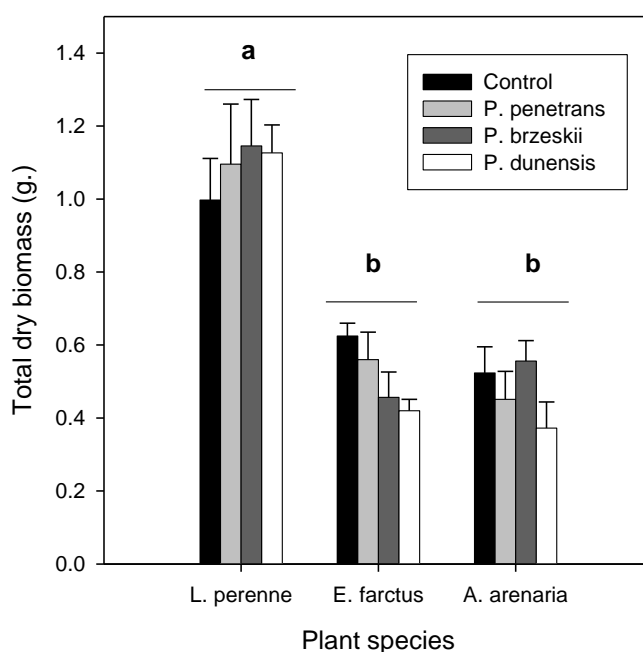 Total dry biomass (g.)
1.4
1.2
1.0
0.8
0.6
0.4
0.2
0.0
a
b
b
Control
P. penetrans
P. brzeskii
P. dunensis
L. perenne E. farctus A. arenaria
Plant species